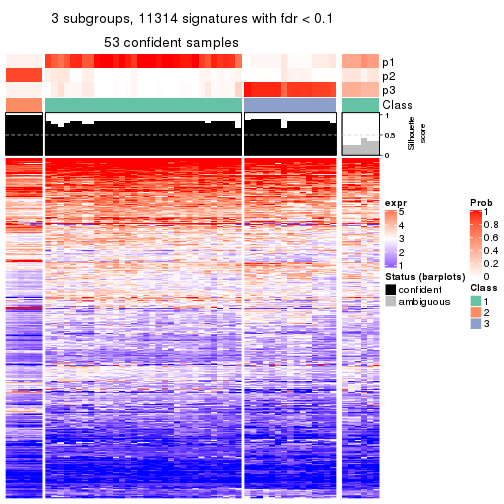 3 subgroups, 11314 signatures with fdr < 0.1
53 confident samples
p1
p2
p3
Class
1
0.5
0
Silhouette
score
expr
5
4
3
2
1
Status (barplots)
confident
ambiguous
Prob
1
0.8
0.6
0.4
0.2
0
Class
1
2
3